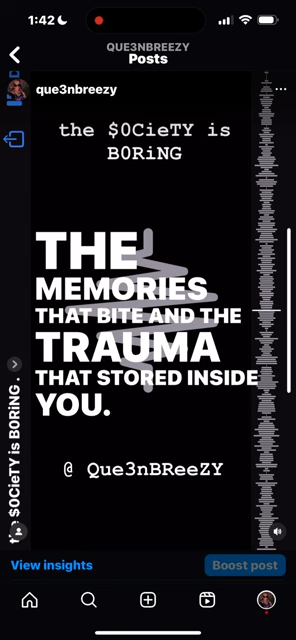 1:42
QUE3NBREEZY
Posts
que3nbreezy
the $0CieTY is
B0RiNG
THE
MEMORIES
THAT BITE AND THE
TRAUMA
THAT STORED INSIDE
YOU.
@ Que3nBReeZY
$0CieTY is B0RiNG .
View insights
Boost post